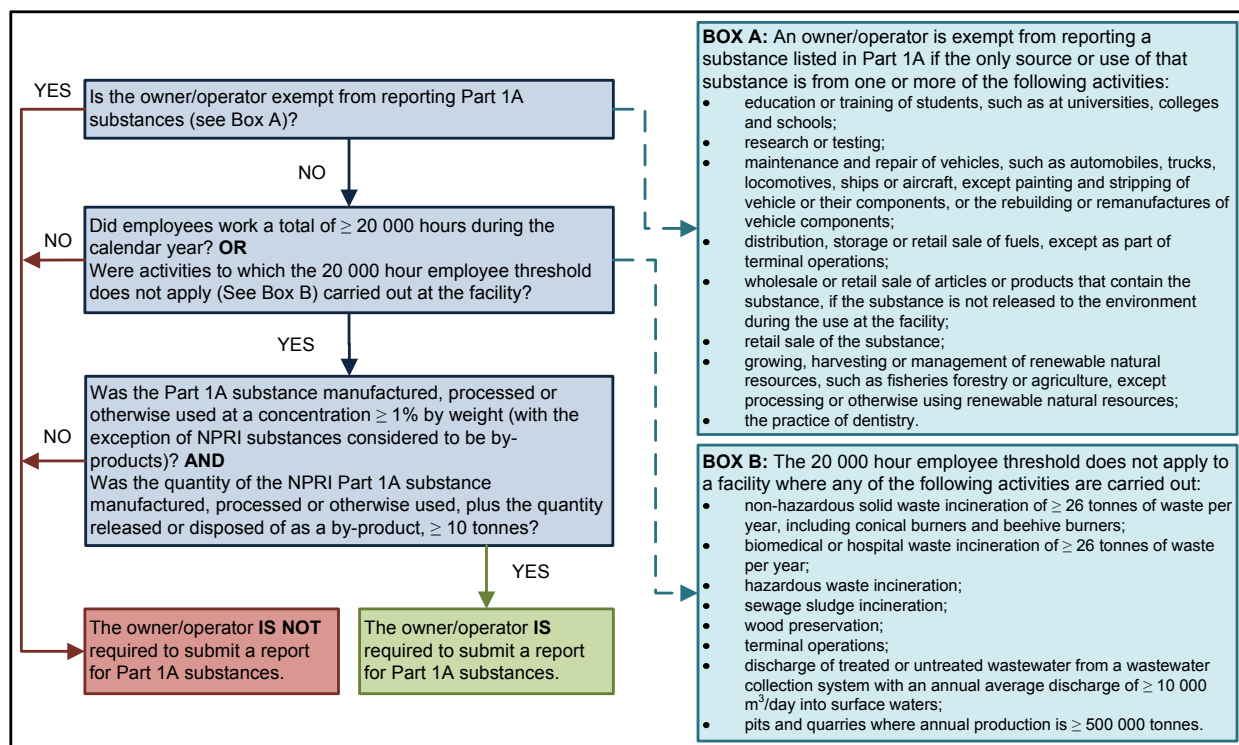 YES
Is the owner/operator exempt from reporting Part 1A
substances (see Box A)?
NO
Did employees work a total of ≥ 20 000 hours during the
calendar year? OR
Were activities to which the 20 000 hour employee threshold
does not apply (See Box B) carried out at the facility?
NO
YES
Was the Part 1A substance manufactured, processed or
otherwise used at a concentration ≥ 1% by weight (with the
exception of NPRI substances considered to be by-
products)? AND
Was the quantity of the NPRI Part 1A substance
manufactured, processed or otherwise used, plus the quantity
released or disposed of as a by-product, ≥ 10 tonnes?
NO
YES
The owner/operator IS NOT
required to submit a report
for Part 1A substances.
The owner/operator IS
required to submit a report
for Part 1A substances.
BOX A: An owner/operator is exempt from reporting a
substance listed in Part 1A if the only source or use of that
substance is from one or more of the following activities:
• education or training of students, such as at universities, colleges
and schools;
• research or testing;
• maintenance and repair of vehicles, such as automobiles, trucks,
locomotives, ships or aircraft, except painting and stripping of
vehicle or their components, or the rebuilding or remanufactures of
vehicle components;
• distribution, storage or retail sale of fuels, except as part of
terminal operations;
• wholesale or retail sale of articles or products that contain the
substance, if the substance is not released to the environment
during the use at the facility;
• retail sale of the substance;
• growing, harvesting or management of renewable natural
resources, such as fisheries forestry or agriculture, except
processing or otherwise using renewable natural resources;
• the practice of dentistry.
BOX B: The 20 000 hour employee threshold does not apply to
a facility where any of the following activities are carried out:
• non-hazardous solid waste incineration of ≥ 26 tonnes of waste per
year, including conical burners and beehive burners;
• biomedical or hospital waste incineration of ≥ 26 tonnes of waste
per year;
• hazardous waste incineration;
• sewage sludge incineration;
• wood preservation;
• terminal operations;
• discharge of treated or untreated wastewater from a wastewater
collection system with an annual average discharge of ≥ 10 000
m³/day into surface waters;
• pits and quarries where annual production is ≥ 500 000 tonnes.